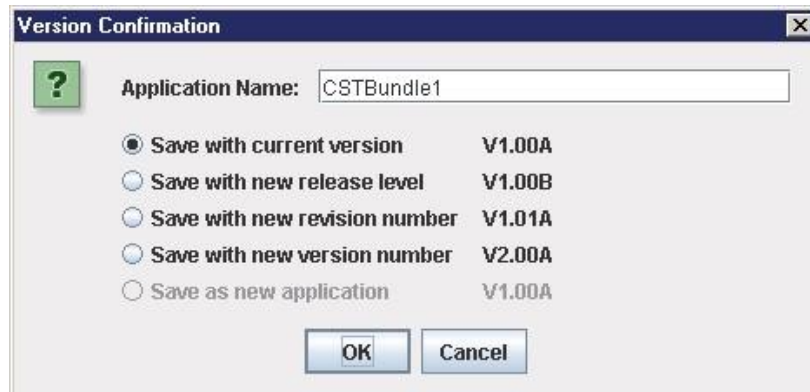 Version Confirmation
?
Application Name: CSTBundle1
Save with current version V1.00A
Save with new release level V1.00B
Save with new revision number V1.01A
Save with new version number V2.00A
Save as new application V1.00A
OK Cancel